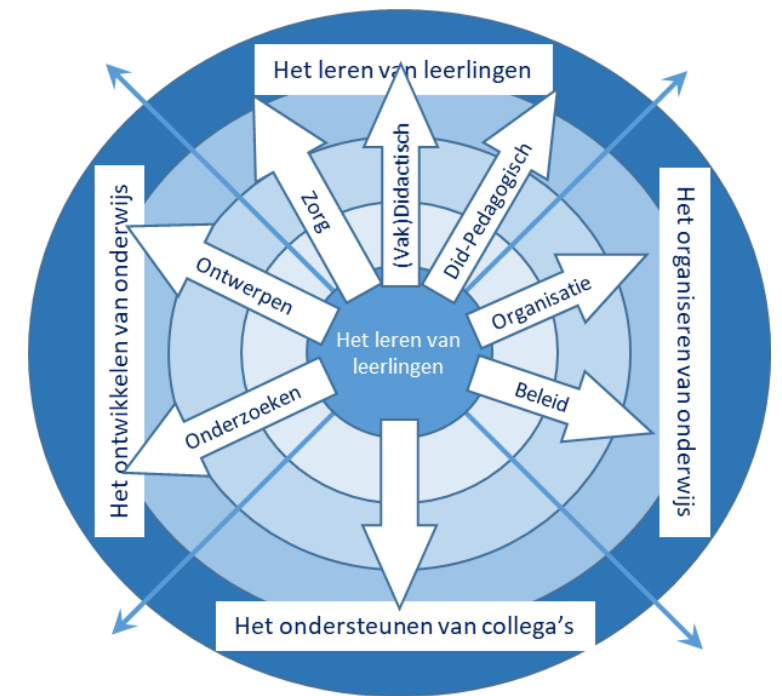 Het leren van leerlingen
Zorg
(Vak)Didactisch
Did-Pedagogisch
Ontwerpen
Organisatie
Het ontwikkelen van onderwijs
Het leren van
leerlingen
Het organiseren van onderwijs
Onderzoeken
Beleid
Het ondersteunen van collega's